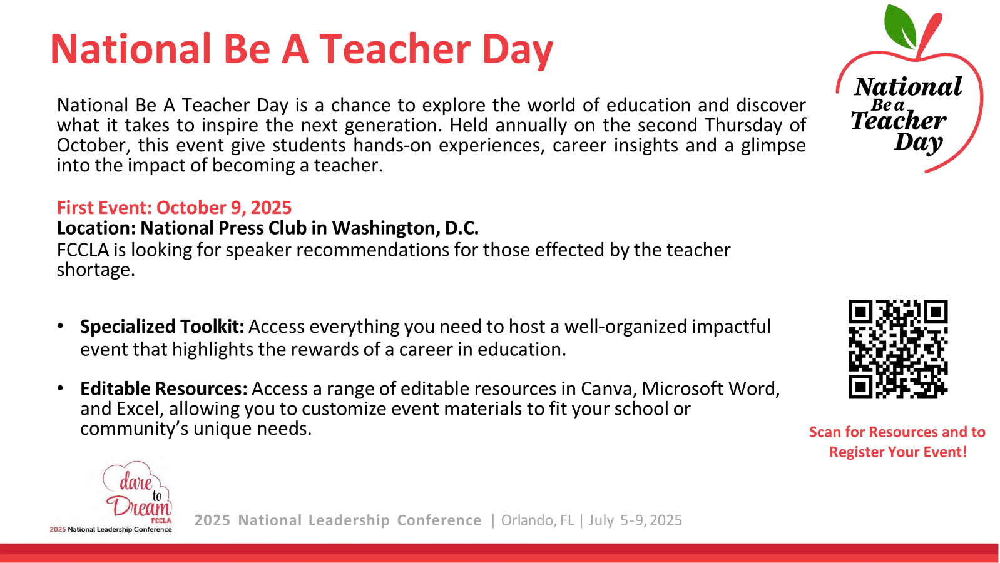 National Be A Teacher Day
National Be A Teacher Day is a chance to explore the world of education and discover
what it takes to inspire the next generation. Held annually on the second Thursday of
October, this event give students hands-on experiences, career insights and a glimpse
into the impact of becoming a teacher.
First Event: October 9, 2025
Location: National Press Club in Washington, D.C.
FCCLA is looking for speaker recommendations for those effected by the teacher
shortage.
• Specialized Toolkit: Access everything you need to host a well-organized impactful
event that highlights the rewards of a career in education.
• Editable Resources: Access a range of editable resources in Canva, Microsoft Word,
and Excel, allowing you to customize event materials to fit your school or
community’s unique needs.
National
Be a
Teacher
Day
Scan for Resources and to
Register Your Event!
dare
to
Dream
FCCLA
2025 National Leadership Conference
2025 National Leadership Conference | Orlando, FL | July 5-9, 2025